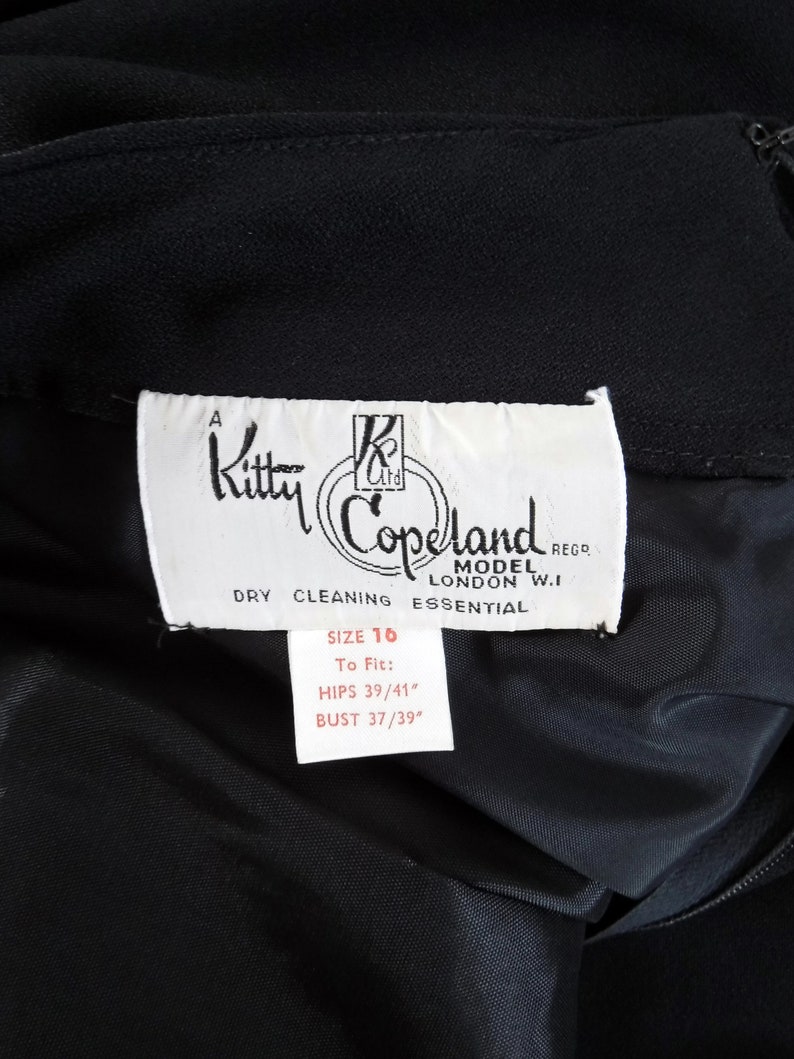 A
Kitty
KC Ltd
Copeland REGD.
MODEL
LONDON W.1
DRY CLEANING ESSENTIAL
SIZE 16
To Fit:
HIPS 39/41"
BUST 37/39"